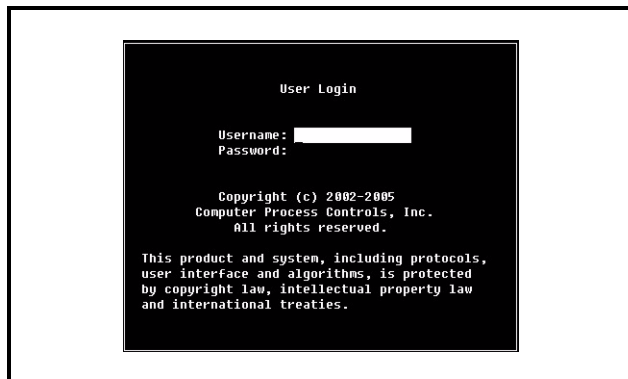 User Login
Username:
Password:
Copyright (c) 2002-2005
Computer Process Controls, Inc.
All rights reserved.
This product and system, including protocols,
user interface and algorithms, is protected
by copyright law, intellectual property law
and international treaties.